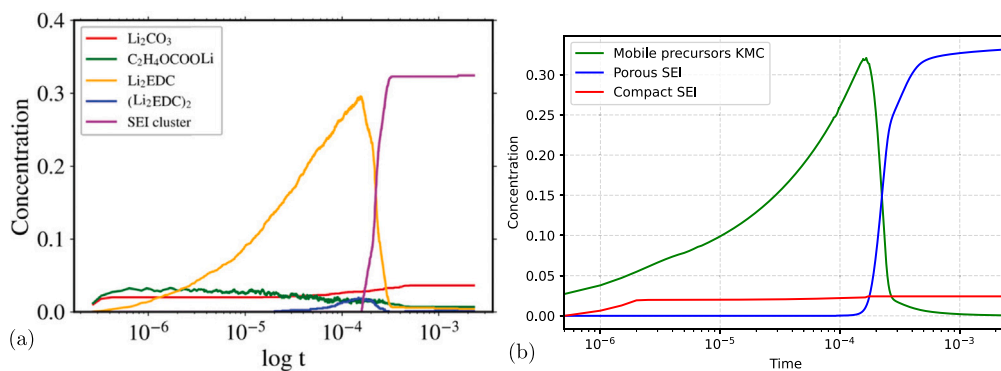 0.4
0.3
0.2
0.1
0.0
Concentration
Li₂CO₃
C₂H₄OCOOLi
Li₂EDC
(Li₂EDC)₂
SEI cluster
10⁻⁶ 10⁻⁵ 10⁻⁴ 10⁻³
log t
(a)
0.30
0.25
0.20
0.15
0.10
0.05
0.00
Concentration
Mobile precursors KMC
Porous SEI
Compact SEI
10⁻⁶ 10⁻⁵ 10⁻⁴ 10⁻³
Time
(b)